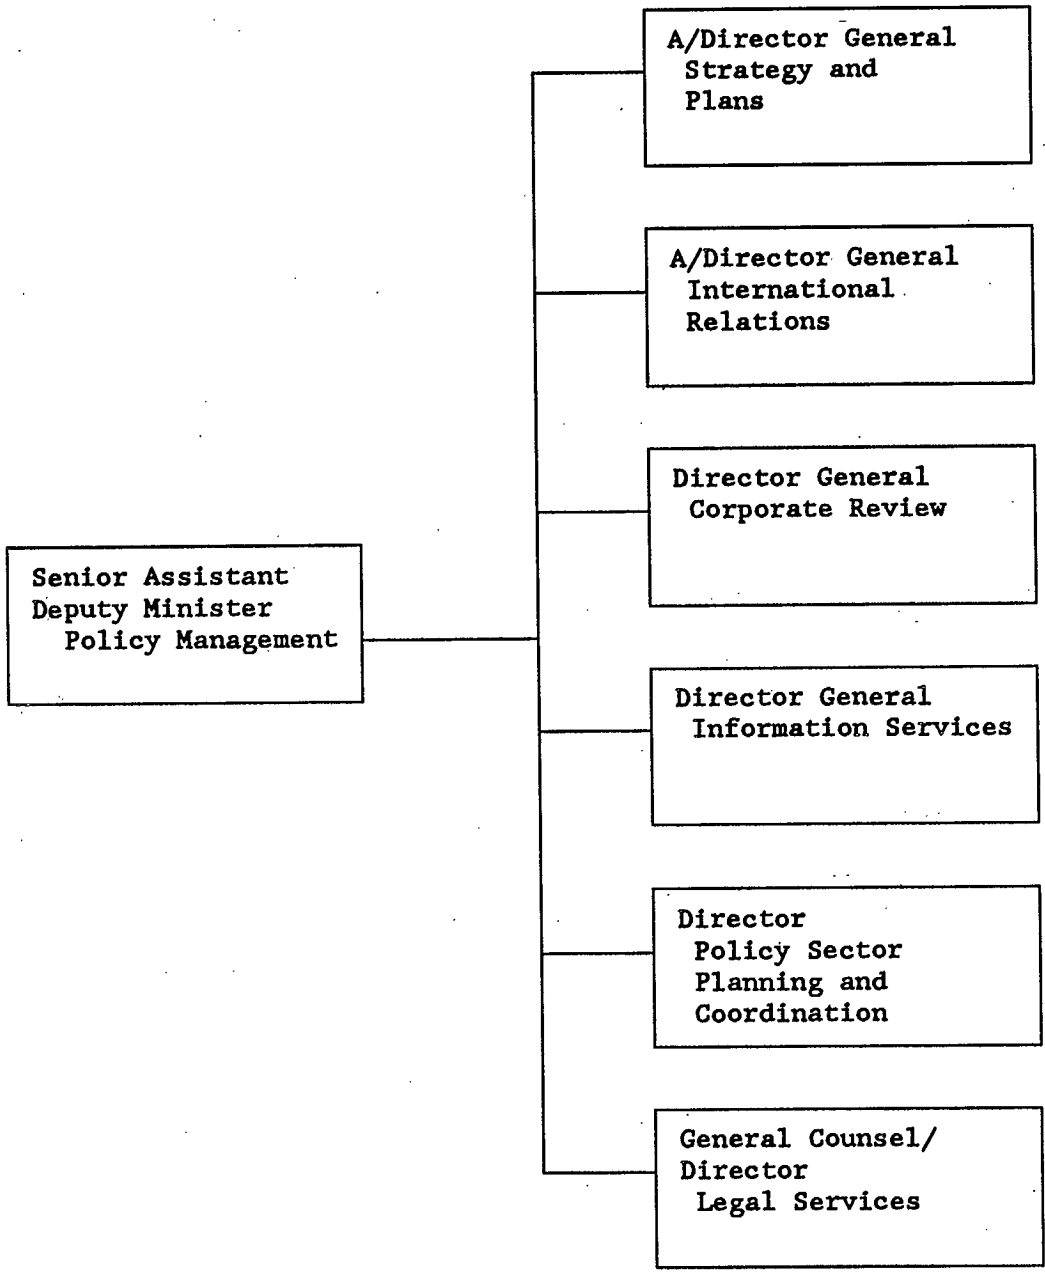 A/Director General
Strategy and
Plans
A/Director General
International
Relations
Director General
Corporate Review
Senior Assistant
Deputy Minister
Policy Management
Director General
Information Services
Director
Policy Sector
Planning and
Coordination
General Counsel/
Director
Legal Services